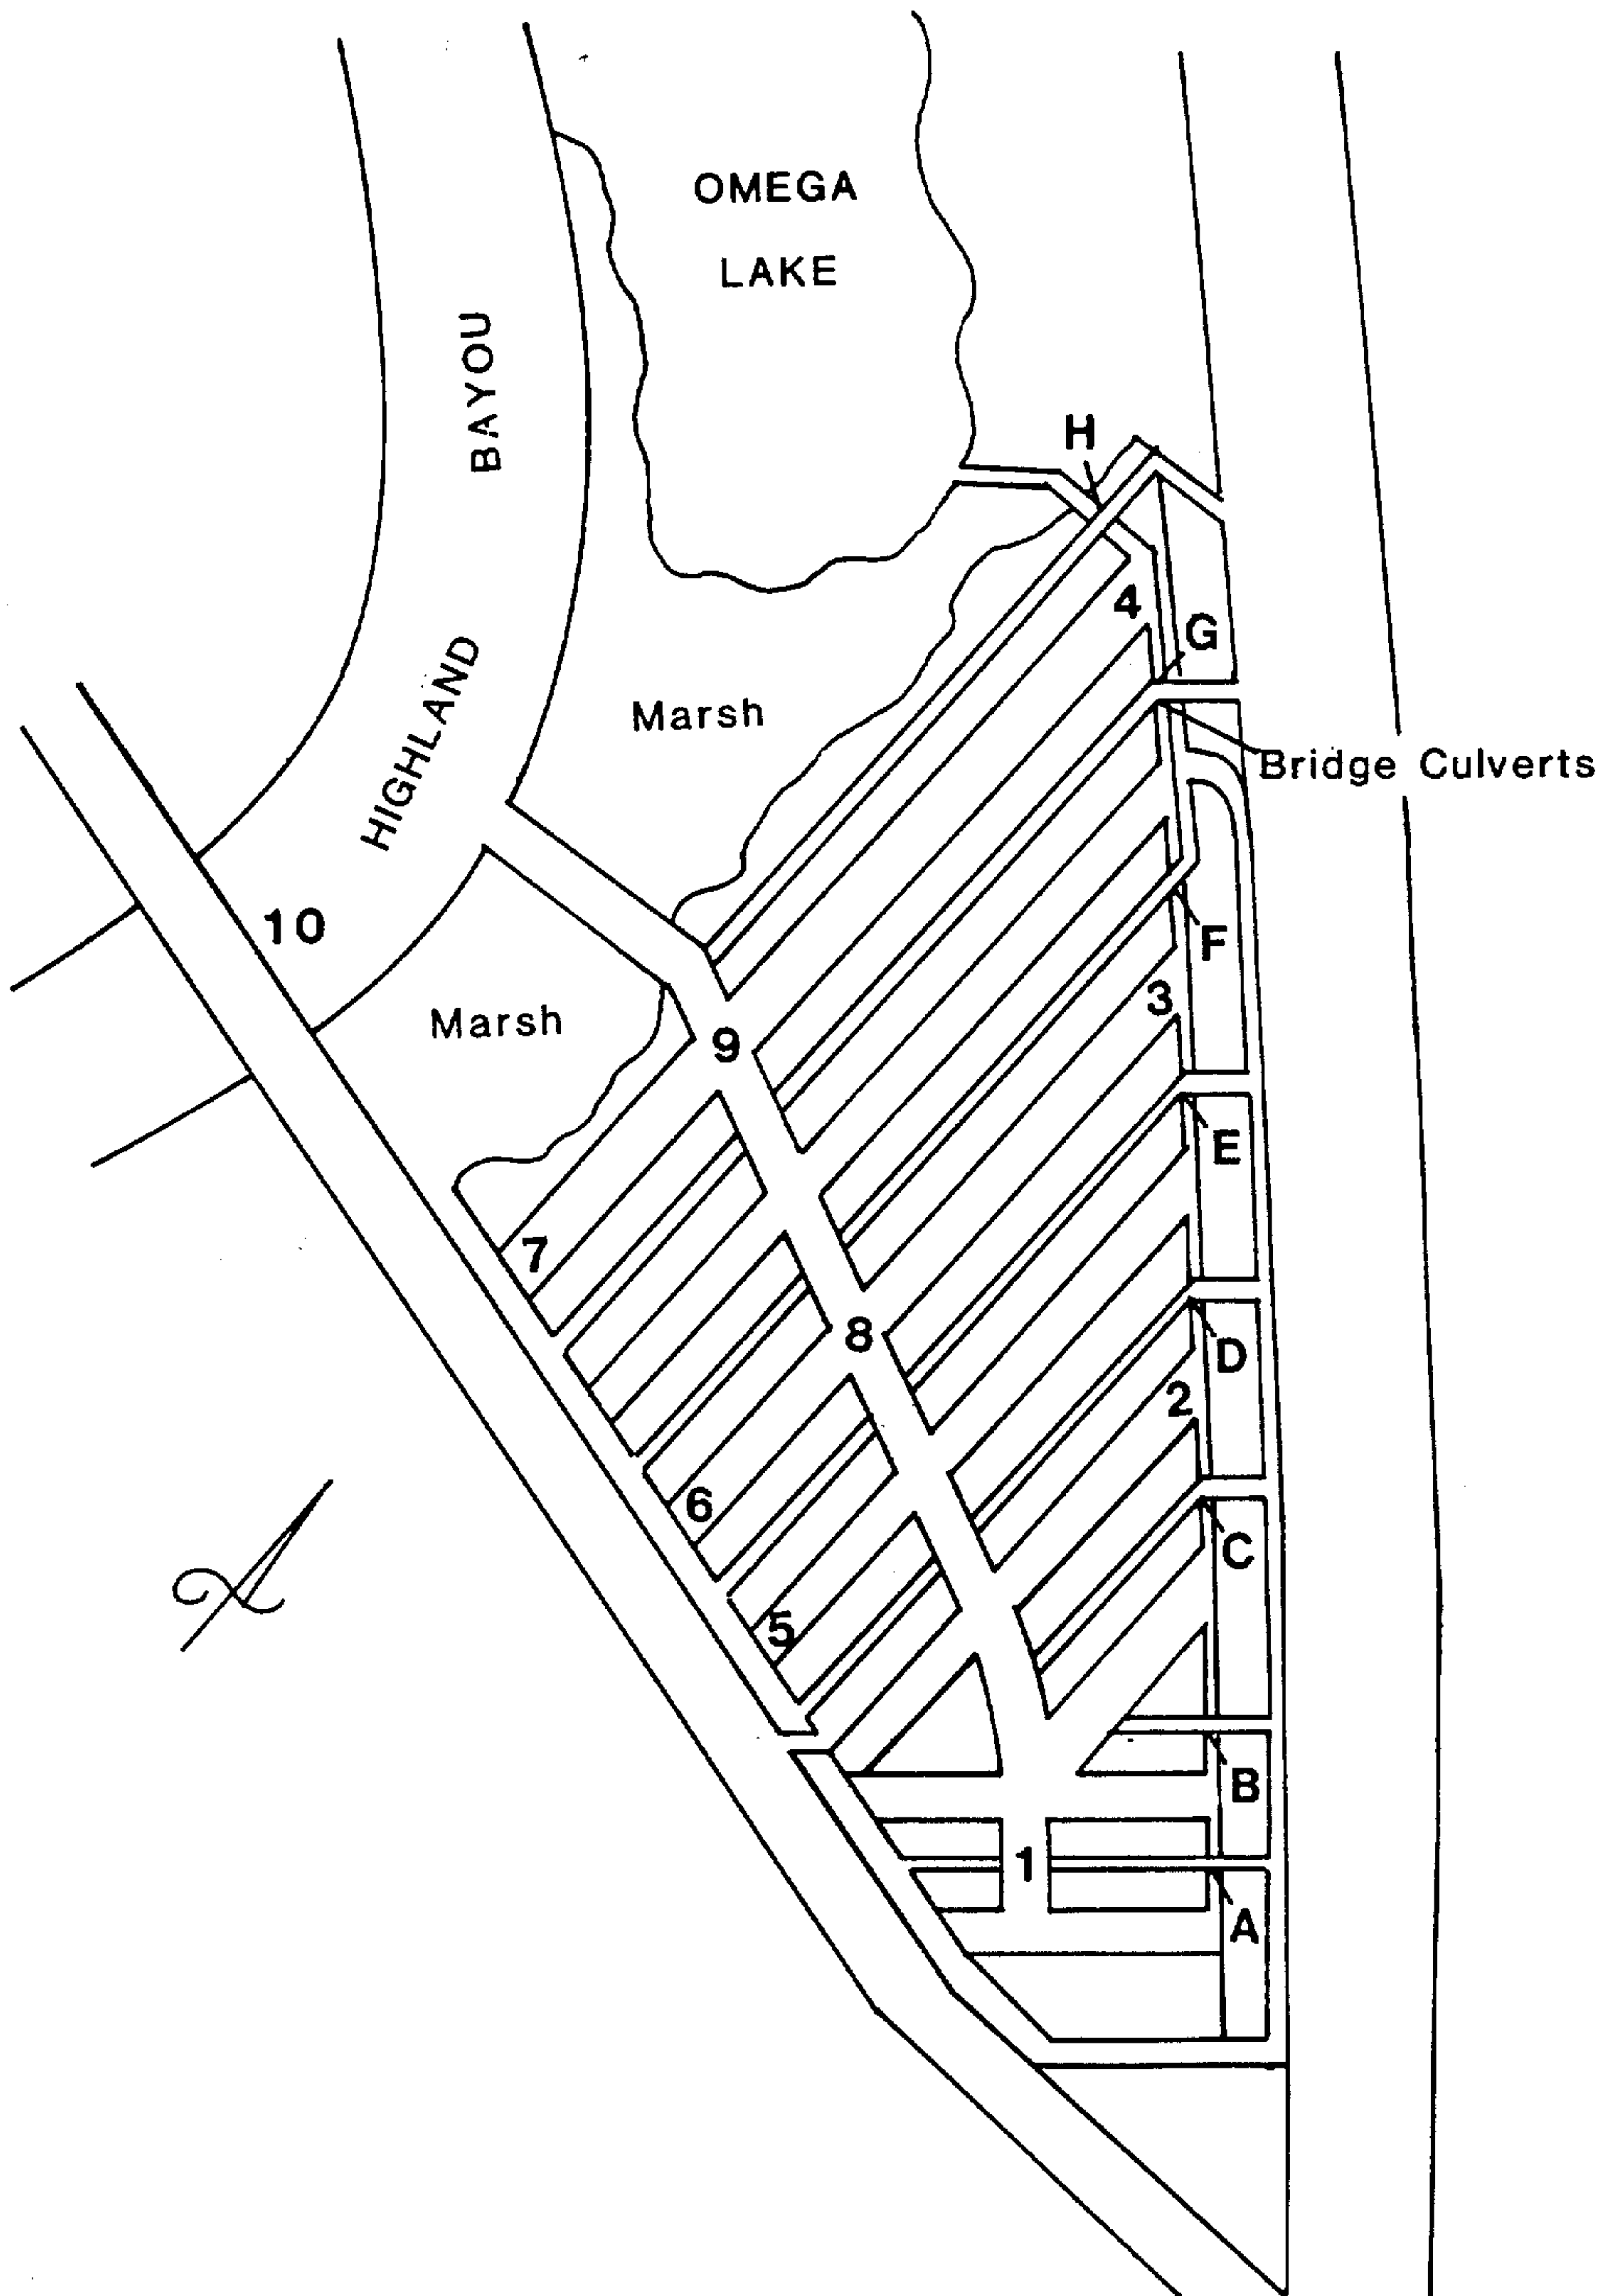 OMEGA
LAKE
BAYOU
H
4
G
HIGHLAND
Marsh
Bridge Culverts
10
F
3
Marsh
9
E
7
8
D
2
6
C
5
B
1
A